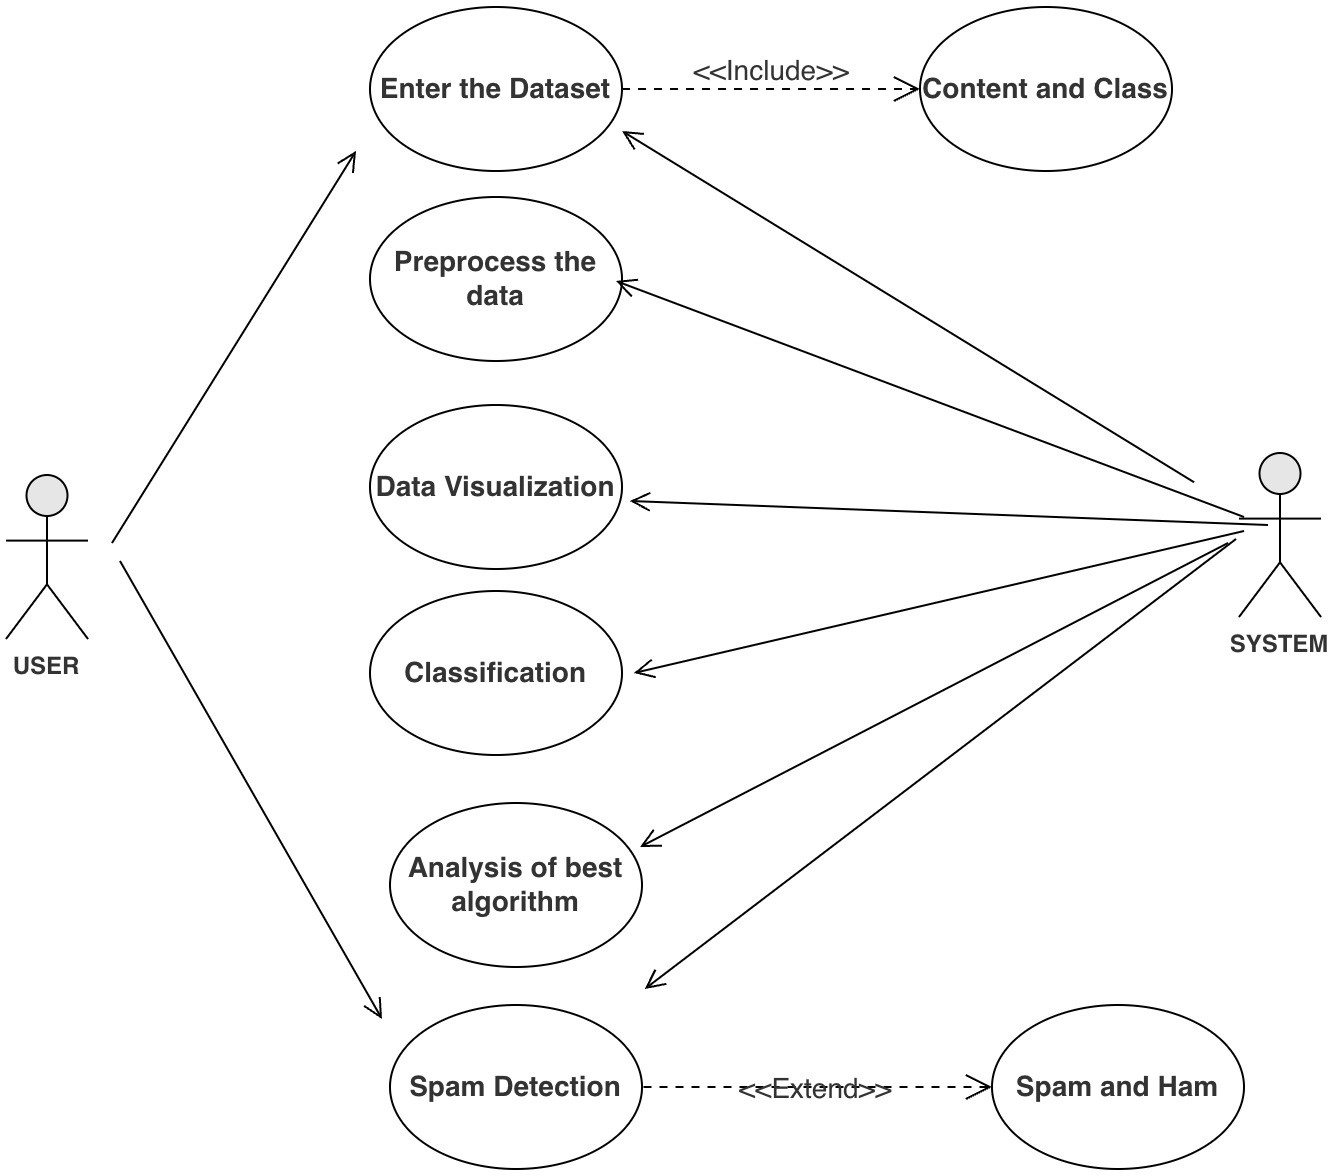 <<Include>>
Enter the Dataset
Content and Class
Preprocess the
data
Data Visualization
USER
SYSTEM
Classification
Analysis of best
algorithm
Spam Detection
<<Extend>>
Spam and Ham